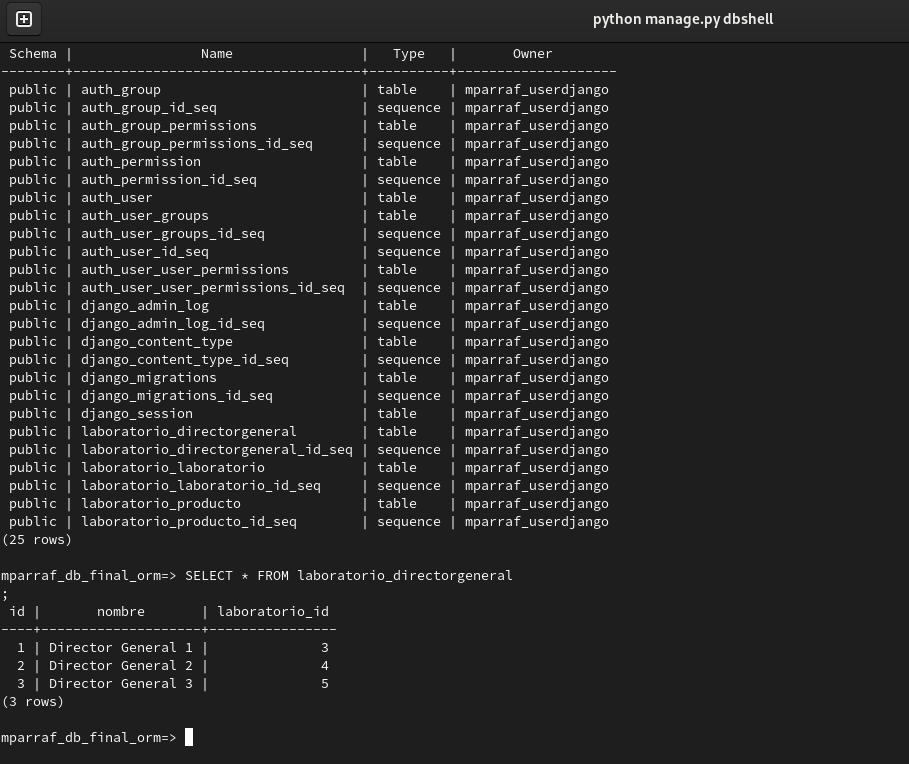 python manage.py dbshell
 Schema |                Name                |   Type   |       Owner
--------+------------------------------------+----------+--------------------
 public | auth_group                         | table    | mparraf_userdjango
 public | auth_group_id_seq                  | sequence | mparraf_userdjango
 public | auth_group_permissions             | table    | mparraf_userdjango
 public | auth_group_permissions_id_seq      | sequence | mparraf_userdjango
 public | auth_permission                    | table    | mparraf_userdjango
 public | auth_permission_id_seq             | sequence | mparraf_userdjango
 public | auth_user                          | table    | mparraf_userdjango
 public | auth_user_groups                   | table    | mparraf_userdjango
 public | auth_user_groups_id_seq            | sequence | mparraf_userdjango
 public | auth_user_id_seq                   | sequence | mparraf_userdjango
 public | auth_user_user_permissions         | table    | mparraf_userdjango
 public | auth_user_user_permissions_id_seq  | sequence | mparraf_userdjango
 public | django_admin_log                   | table    | mparraf_userdjango
 public | django_admin_log_id_seq            | sequence | mparraf_userdjango
 public | django_content_type                | table    | mparraf_userdjango
 public | django_content_type_id_seq         | sequence | mparraf_userdjango
 public | django_migrations                  | table    | mparraf_userdjango
 public | django_migrations_id_seq           | sequence | mparraf_userdjango
 public | django_session                     | table    | mparraf_userdjango
 public | laboratorio_directorgeneral        | table    | mparraf_userdjango
 public | laboratorio_directorgeneral_id_seq | sequence | mparraf_userdjango
 public | laboratorio_laboratorio            | table    | mparraf_userdjango
 public | laboratorio_laboratorio_id_seq     | sequence | mparraf_userdjango
 public | laboratorio_producto               | table    | mparraf_userdjango
 public | laboratorio_producto_id_seq        | sequence | mparraf_userdjango
(25 rows)
mparraf_db_final_orm=> SELECT * FROM laboratorio_directorgeneral
;
 id |       nombre       | laboratorio_id
----+--------------------+----------------
  1 | Director General 1 |              3
  2 | Director General 2 |              4
  3 | Director General 3 |              5
(3 rows)
mparraf_db_final_orm=>